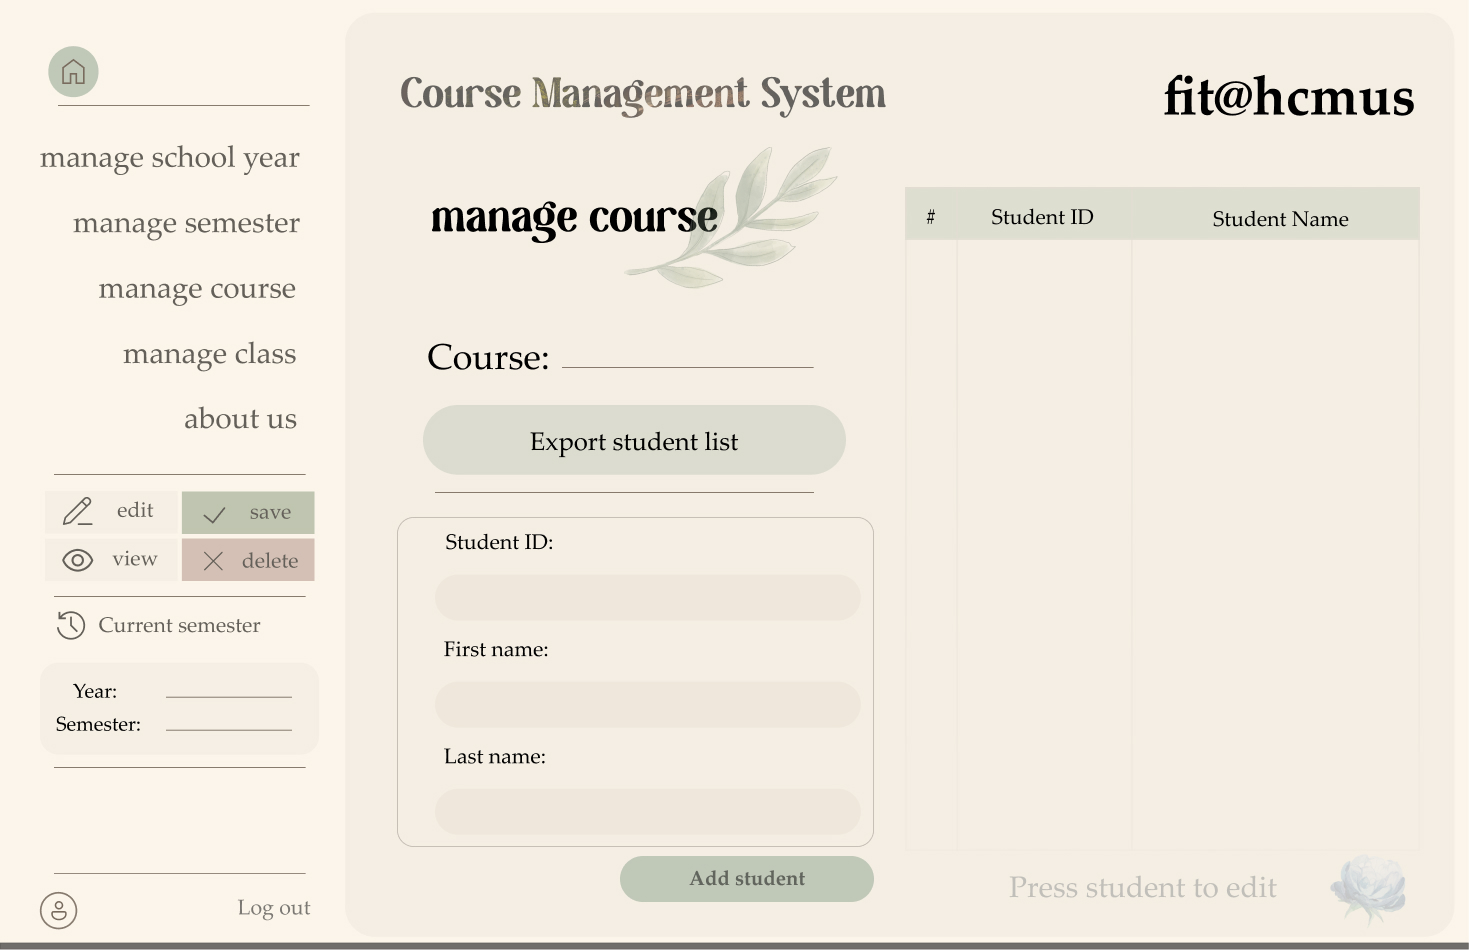 manage school year
manage semester
manage course
manage class
about us
edit
save
view
delete
Current semester
Year:
Semester:
Log out
Course Management System
fit@hcmus
manage course
Course:
Export student list
Student ID:
First name:
Last name:
Add student
# Student ID Student Name
Press student to edit